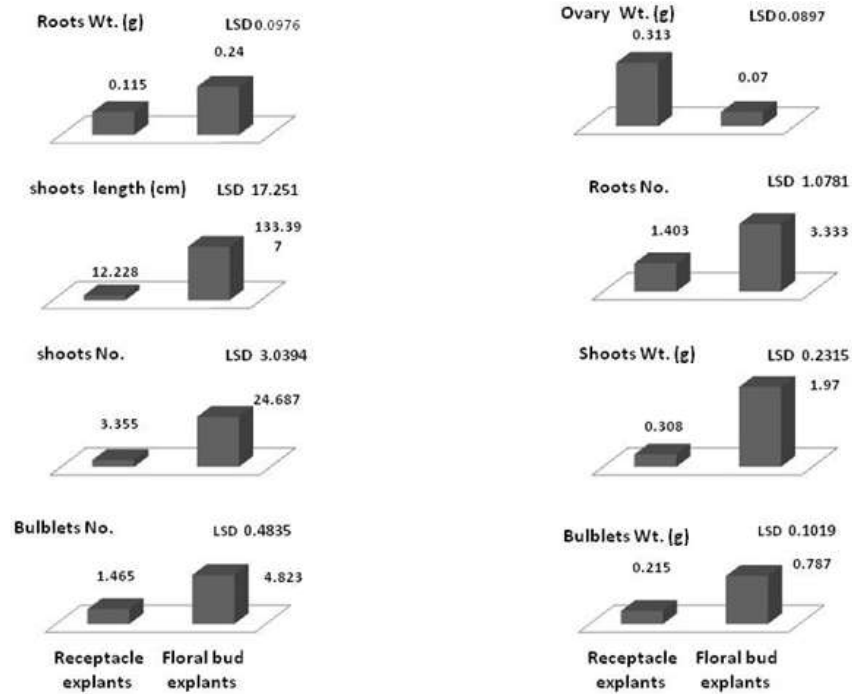 Roots Wt. (g) LSD 0.0976
0.24
0.115
Ovary Wt. (g) LSD 0.0897
0.313
0.07
shoots length (cm) LSD 17.251
133.39
7
12.228
Roots No. LSD 1.0781
1.403
3.333
shoots No. LSD 3.0394
24.687
3.355
Shoots Wt. (g) LSD 0.2315
1.97
0.308
Bulblets No. LSD 0.4835
1.465 4.823
Bulblets Wt. (g) LSD 0.1019
0.215 0.787
Receptacle Floral bud
explants explants
Receptacle Floral bud
explants explants